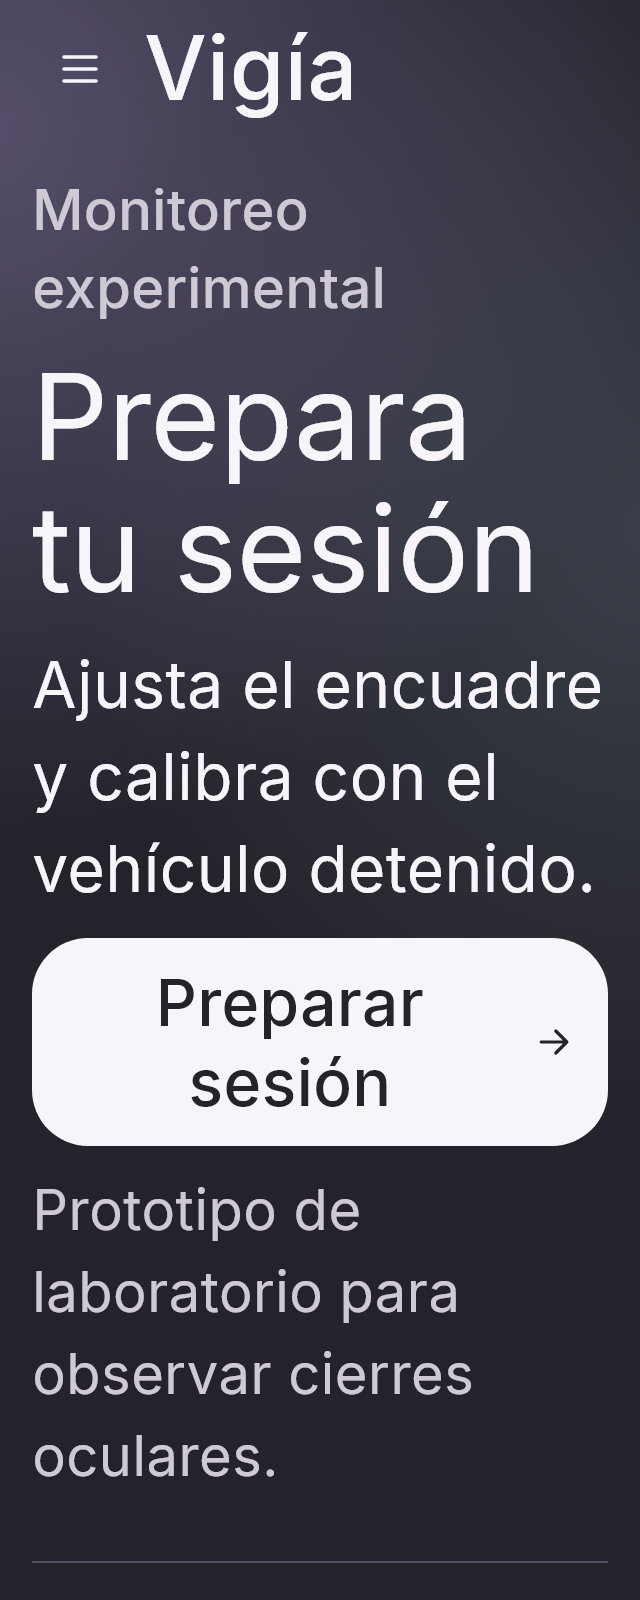 Vigía
Monitoreo
experimental
Prepara
tu sesión
Ajusta el encuadre
y calibra con el
vehículo detenido.
Preparar
sesión
Prototipo de
laboratorio para
observar cierres
oculares.